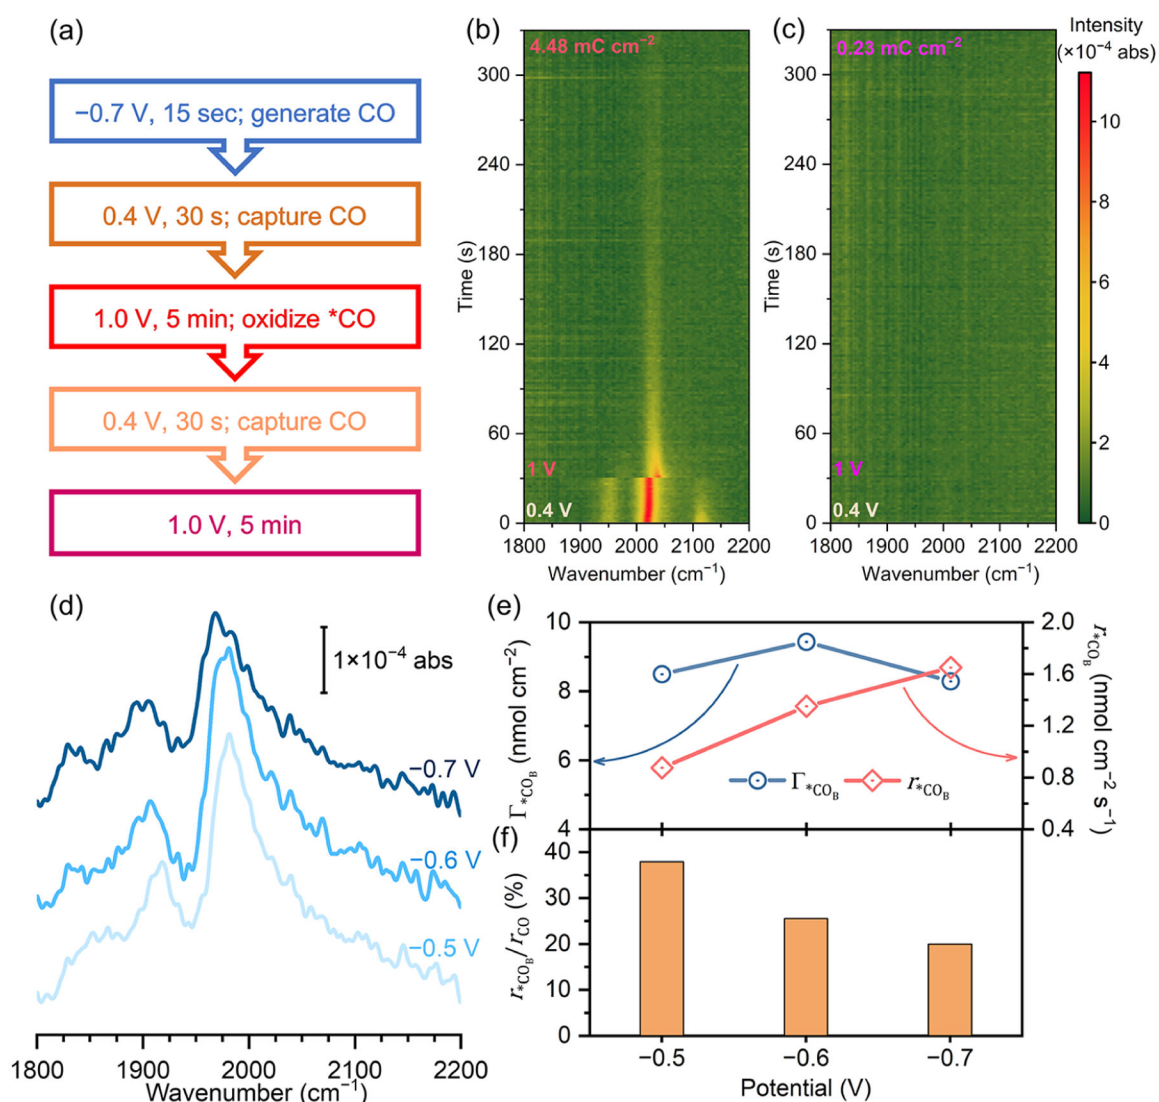 (a)
−0.7 V, 15 sec; generate CO
0.4 V, 30 s; capture CO
1.0 V, 5 min; oxidize *CO
0.4 V, 30 s; capture CO
1.0 V, 5 min
(b)
4.48 mC cm⁻²
300
240
180
120
60
0
Time (s)
1 V
0.4 V
1800 1900 2000 2100 2200
Wavenumber (cm⁻¹)
(c)
0.23 mC cm⁻²
300
240
180
120
60
0
Time (s)
1 V
0.4 V
1800 1900 2000 2100 2200
Wavenumber (cm⁻¹)
Intensity
(×10⁻⁴ abs)
10
8
6
4
2
0
(d)
1×10⁻⁴ abs
−0.7 V
−0.6 V
−0.5 V
1800 1900 2000 2100 2200
Wavenumber (cm⁻¹)
(e)
10
8
6
4
Γ*CO_B (nmol cm⁻²)
2.0
1.6
1.2
0.8
0.4
r*CO_B (nmol cm⁻² s⁻¹)
Γ*CO_B r*CO_B
(f)
40
30
20
10
0
r*CO_B/r_CO (%)
−0.5 −0.6 −0.7
Potential (V)